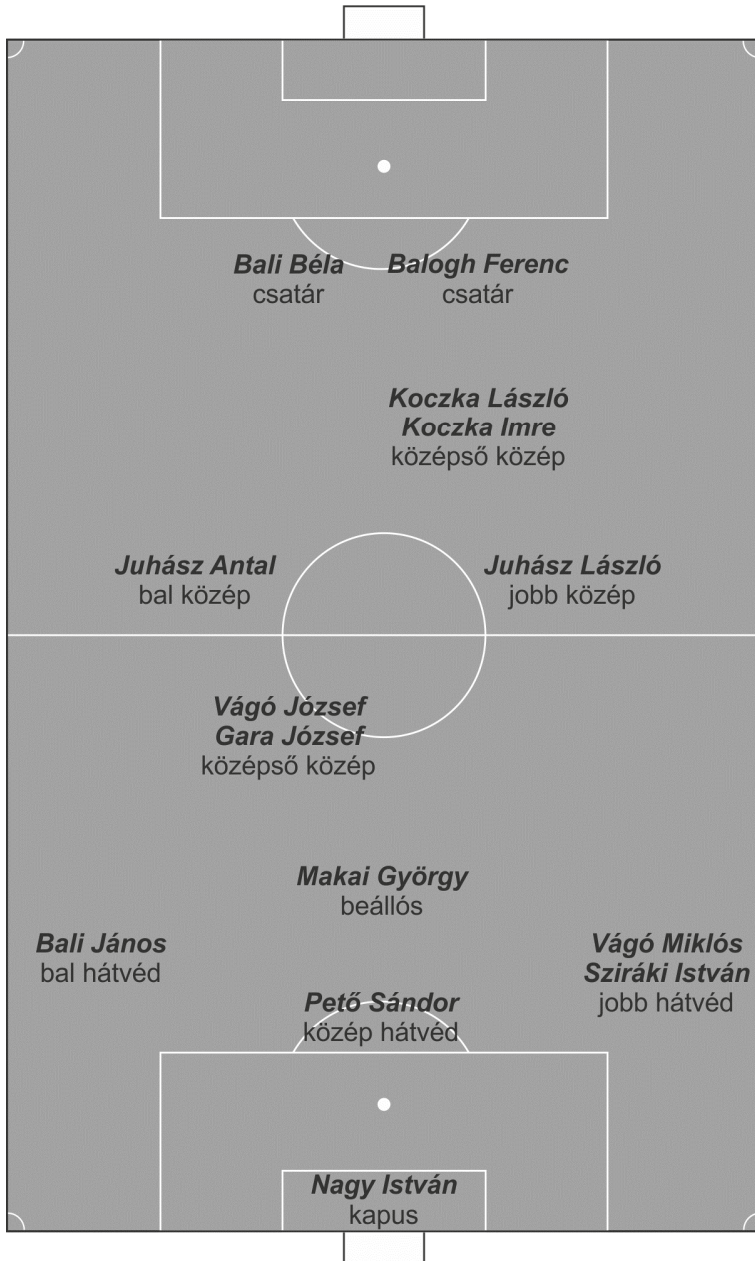 Bali Béla
csatár
Balogh Ferenc
csatár
Koczka László
Koczka Imre
középső közép
Juhász Antal
bal közép
Juhász László
jobb közép
Vágó József
Gara József
középső közép
Makai György
beállós
Bali János
bal hátvéd
Vágó Miklós
Sziráki István
jobb hátvéd
Pető Sándor
közép hátvéd
Nagy István
kapus